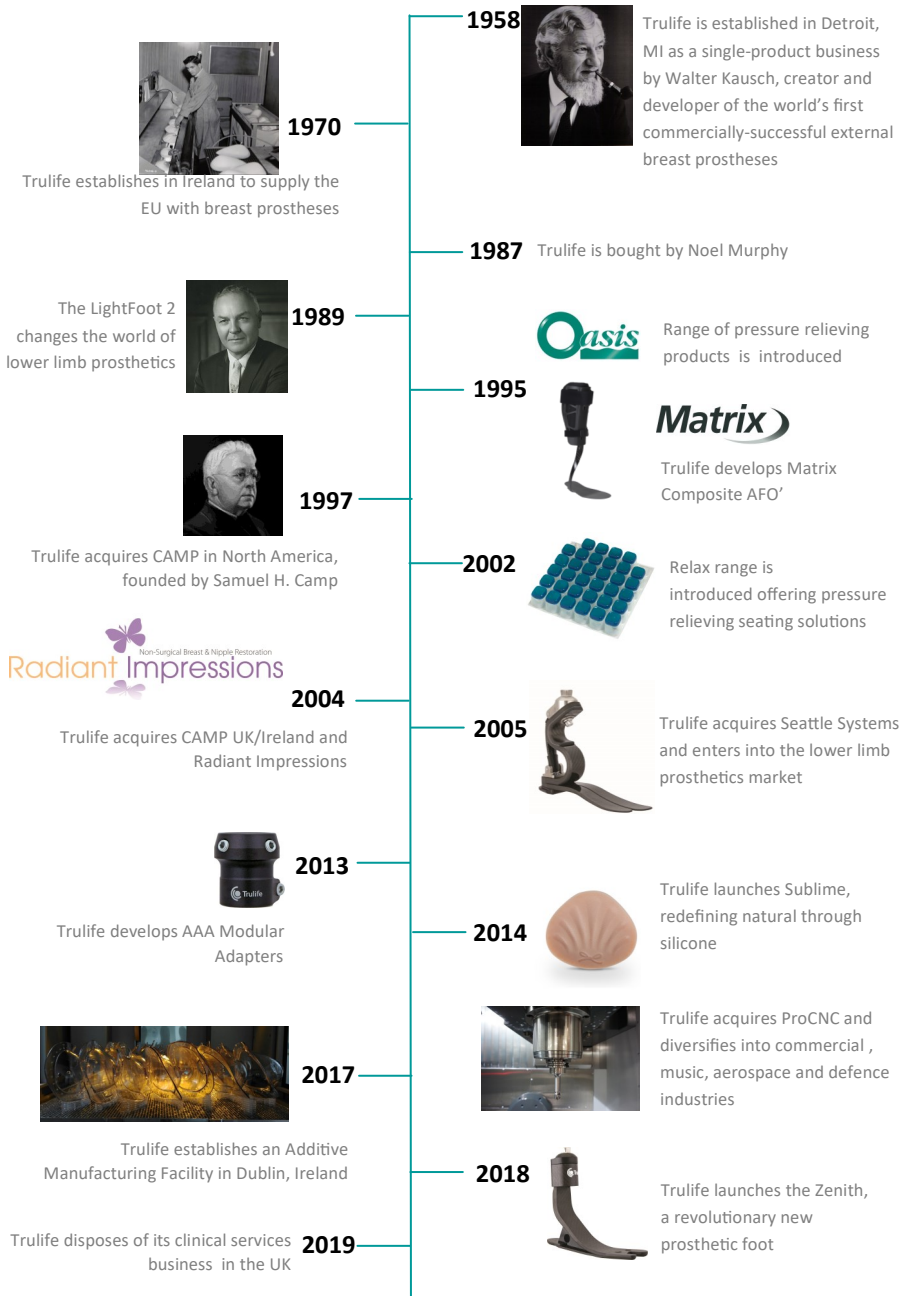 1958
Trulife is established in Detroit,
MI as a single-product business
by Walter Kausch, creator and
developer of the world's first
commercially-successful external
breast prostheses
1970
Trulife establishes in Ireland to supply the
EU with breast prostheses
1987
Trulife is bought by Noel Murphy
The LightFoot 2
changes the world of
lower limb prosthetics
1989
Oasis
Range of pressure relieving
products is introduced
1995
Matrix
Trulife develops Matrix
Composite AFO'
1997
Trulife acquires CAMP in North America,
founded by Samuel H. Camp
2002
Relax range is
introduced offering pressure
relieving seating solutions
Non-Surgical Breast & Nipple Restoration
Radiant Impressions
2004
Trulife acquires CAMP UK/Ireland and
Radiant Impressions
2005
Trulife acquires Seattle Systems
and enters into the lower limb
prosthetics market
Trulife
2013
Trulife develops AAA Modular
Adapters
2014
Trulife launches Sublime,
redefining natural through
silicone
Trulife acquires ProCNC and
diversifies into commercial ,
music, aerospace and defence
industries
2017
Trulife establishes an Additive
Manufacturing Facility in Dublin, Ireland
2018
Trulife launches the Zenith,
a revolutionary new
prosthetic foot
Trulife disposes of its clinical services
business in the UK
2019